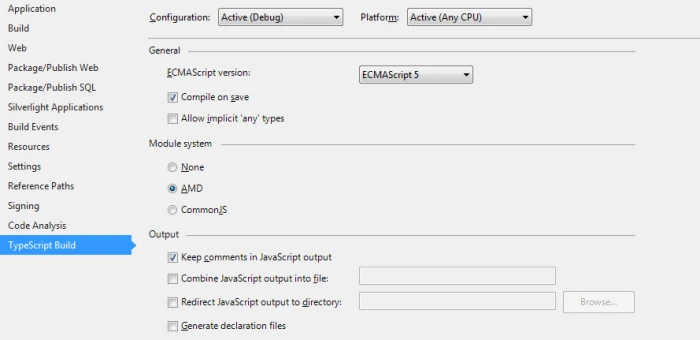 Application
Build
Web
Package/Publish Web
Package/Publish SQL
Silverlight Applications
Build Events
Resources
Settings
Reference Paths
Signing
Code Analysis
TypeScript Build
Configuration: Active (Debug) Platform: Active (Any CPU)
General
ECMAScript version: ECMAScript 5
Compile on save
Allow implicit 'any' types
Module system
None
AMD
CommonJS
Output
Keep comments in JavaScript output
Combine JavaScript output into file:
Redirect JavaScript output to directory: Browse...
Generate declaration files